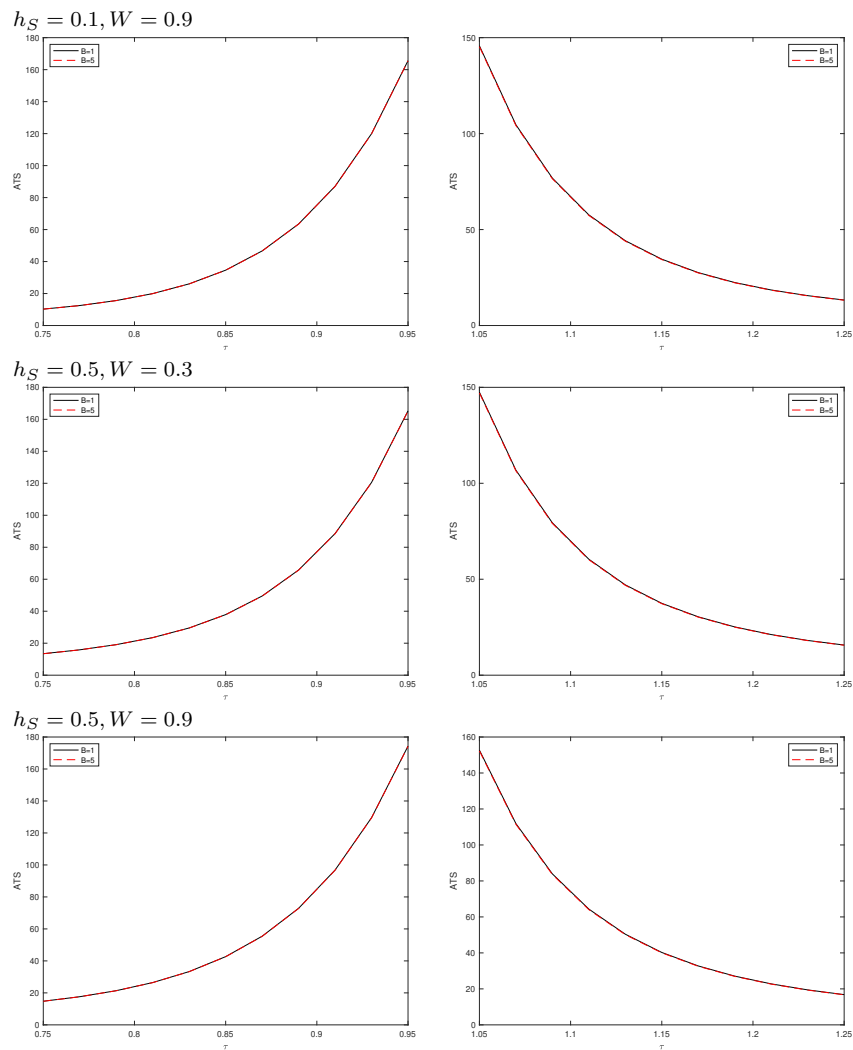 h_S = 0.1, W = 0.9
180
160
140
120
100
80
60
40
20
0
ATS
B=1
B=5
0.75 0.8 0.85 0.9 0.95
τ
150
100
50
0
ATS
B=1
B=5
1.05 1.1 1.15 1.2 1.25
τ
h_S = 0.5, W = 0.3
180
160
140
120
100
80
60
40
20
0
ATS
B=1
B=5
0.75 0.8 0.85 0.9 0.95
τ
150
100
50
0
ATS
B=1
B=5
1.05 1.1 1.15 1.2 1.25
τ
h_S = 0.5, W = 0.9
180
160
140
120
100
80
60
40
20
0
ATS
B=1
B=5
0.75 0.8 0.85 0.9 0.95
τ
160
140
120
100
80
60
40
20
0
ATS
B=1
B=5
1.05 1.1 1.15 1.2 1.25
τ